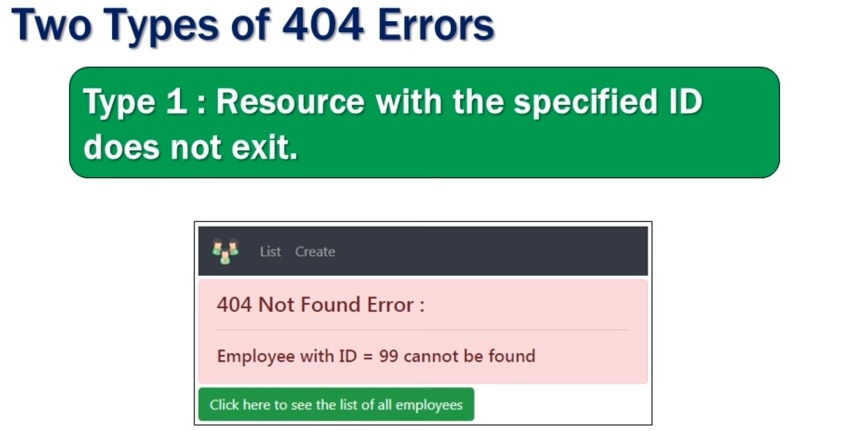 Two Types of 404 Errors
Type 1 : Resource with the specified ID
does not exit.
List Create
404 Not Found Error :
Employee with ID = 99 cannot be found
Click here to see the list of all employees